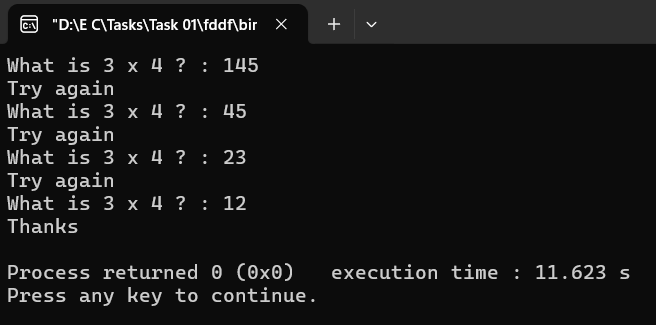 "D:\E C\Tasks\Task 01\fddf\bir
What is 3 x 4 ? : 145
Try again
What is 3 x 4 ? : 45
Try again
What is 3 x 4 ? : 23
Try again
What is 3 x 4 ? : 12
Thanks
Process returned 0 (0x0)   execution time : 11.623 s
Press any key to continue.